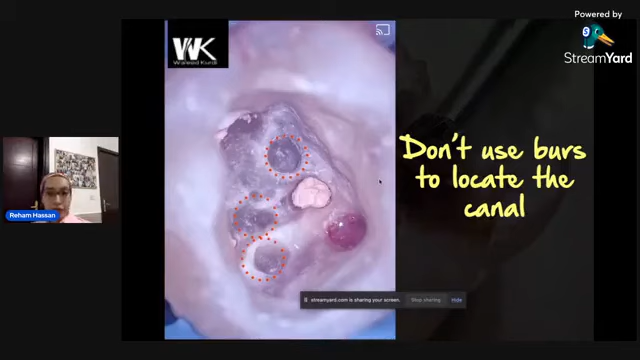 Powered by
StreamYard
WK
Waleed Kurdi
Don't use burs
to locate the
canal
Reham Hassan
streamyard.com is sharing your screen.
Stop sharing
Hide